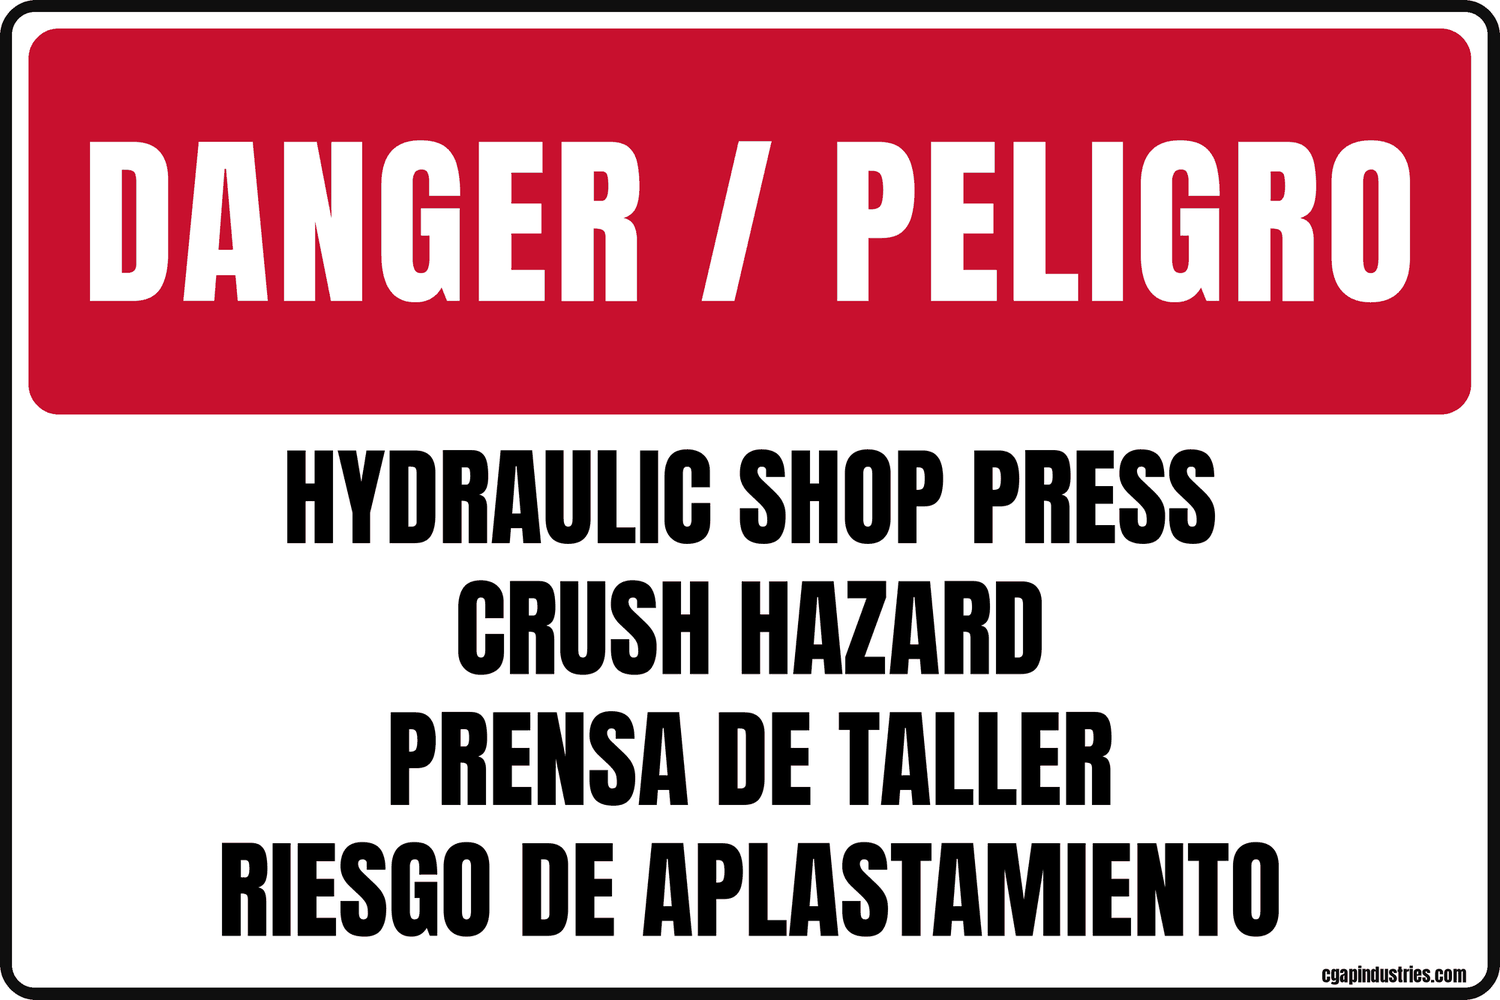 DANGER / PELIGRO
HYDRAULIC SHOP PRESS
CRUSH HAZARD
PRENSA DE TALLER
RIESGO DE APLASTAMIENTO
cgapindustries.com